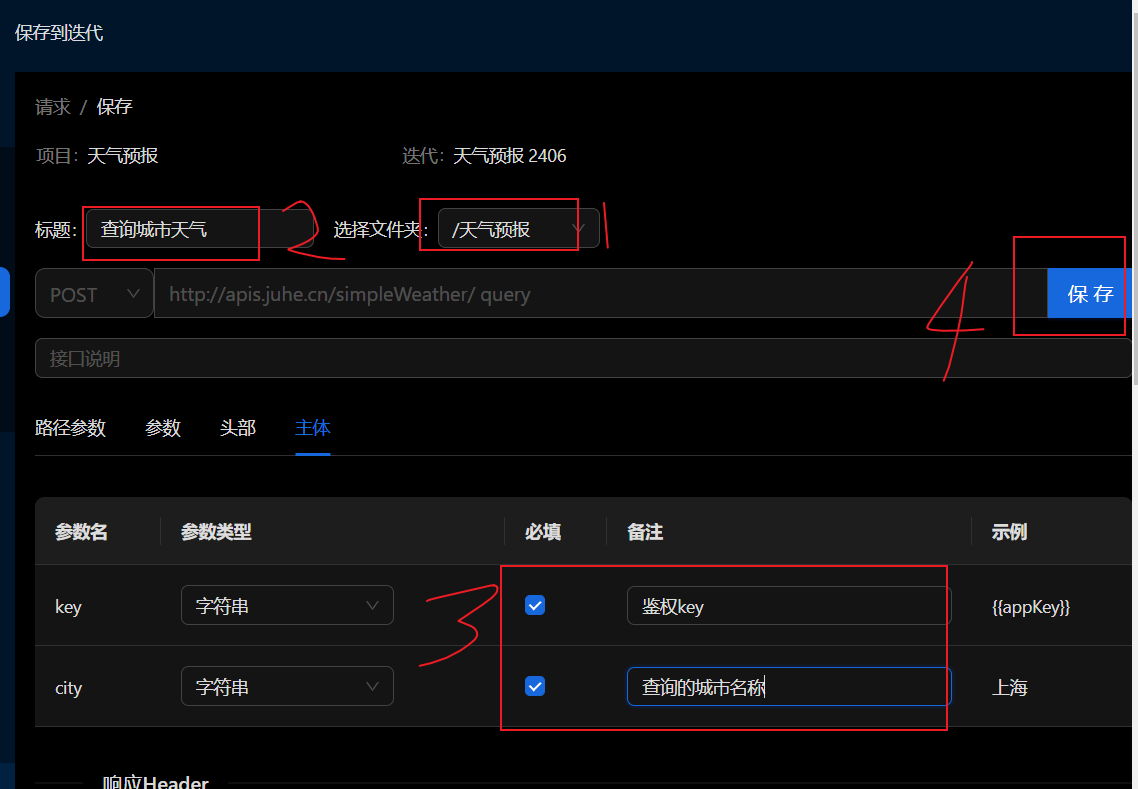 保存到迭代
请求 / 保存
项目: 天气预报 迭代: 天气预报 2406
标题: 查询城市天气 2 选择文件夹: /天气预报 1
POST http://apis.juhe.cn/simpleWeather/ query 4 保 存
接口说明
路径参数 参数 头部 主体
参数名 参数类型 必填 备注 示例
key 字符串 3 鉴权key {{appKey}}
city 字符串 查询的城市名称 上海
响应Header